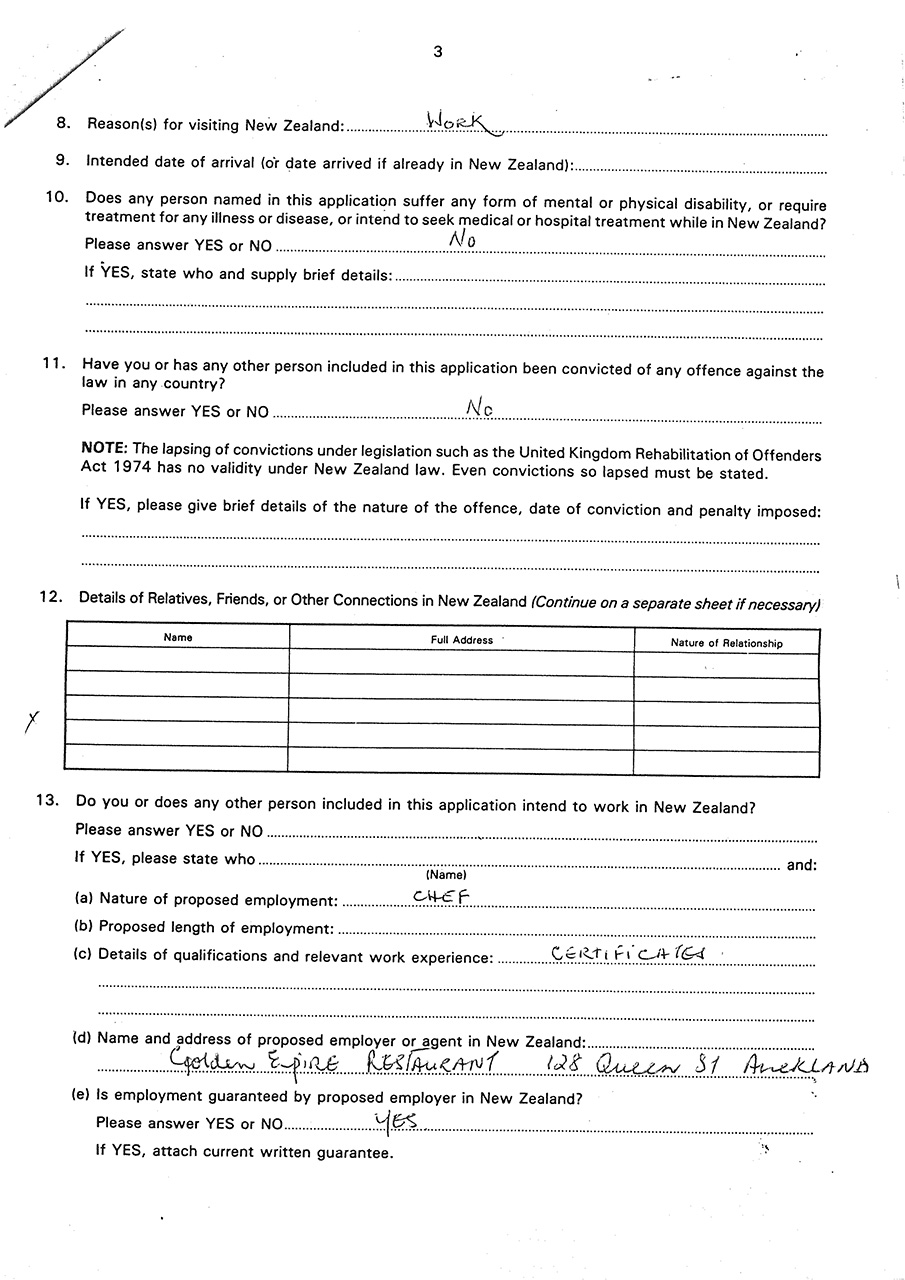 3
8. Reason(s) for visiting New Zealand: WORK
9. Intended date of arrival (or date arrived if already in New Zealand):
10. Does any person named in this application suffer any form of mental or physical disability, or require
treatment for any illness or disease, or intend to seek medical or hospital treatment while in New Zealand?
Please answer YES or NO No
If YES, state who and supply brief details:
11. Have you or has any other person included in this application been convicted of any offence against the
law in any country?
Please answer YES or NO No
NOTE: The lapsing of convictions under legislation such as the United Kingdom Rehabilitation of Offenders
Act 1974 has no validity under New Zealand law. Even convictions so lapsed must be stated.
If YES, please give brief details of the nature of the offence, date of conviction and penalty imposed:
12. Details of Relatives, Friends, or Other Connections in New Zealand (Continue on a separate sheet if necessary)
Name Full Address Nature of Relationship
X
13. Do you or does any other person included in this application intend to work in New Zealand?
Please answer YES or NO
If YES, please state who and:
(Name)
(a) Nature of proposed employment: CHEF
(b) Proposed length of employment:
(c) Details of qualifications and relevant work experience: CERTIFICATES
(d) Name and address of proposed employer or agent in New Zealand:
Golden EPIRE RESTAURANT 128 Queen St AUCKLAND
(e) Is employment guaranteed by proposed employer in New Zealand?
Please answer YES or NO YES
If YES, attach current written guarantee.